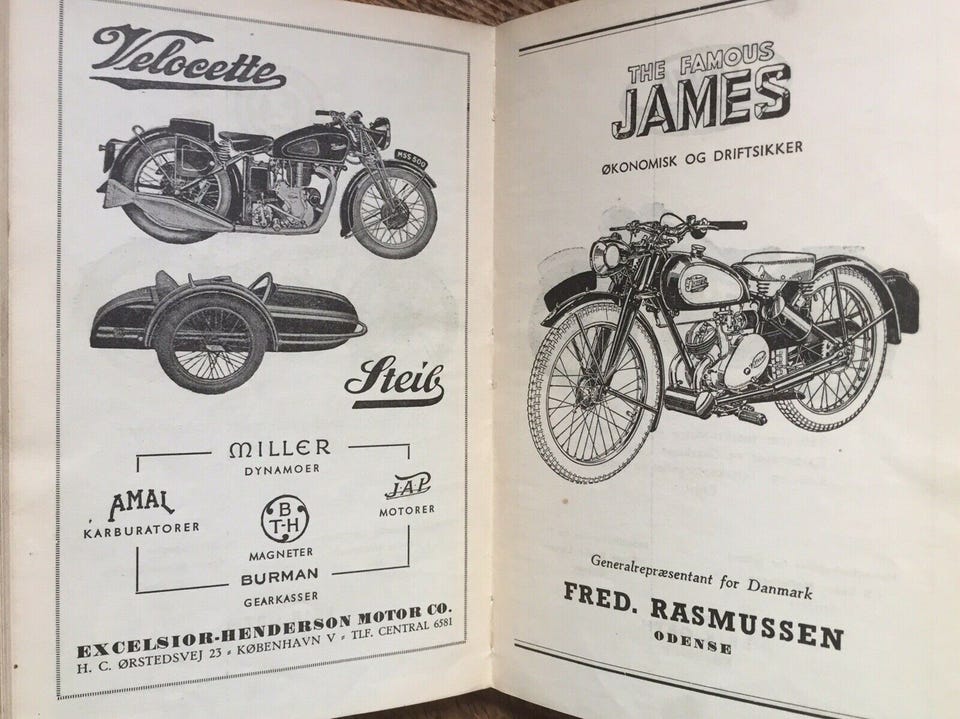 Velocette
MSS 500
Steib
MILLER
DYNAMOER
AMAL
KARBURATORER
B
T-H
MAGNETER
J.A.P
MOTORER
BURMAN
GEARKASSER
EXCELSIOR-HENDERSON MOTOR CO.
H. C. ØRSTEDSVEJ 23 · KØBENHAVN V · TLF. CENTRAL 6581
THE FAMOUS
JAMES
ØKONOMISK OG DRIFTSIKKER
Generalrepræsentant for Danmark
FRED. RASMUSSEN
ODENSE